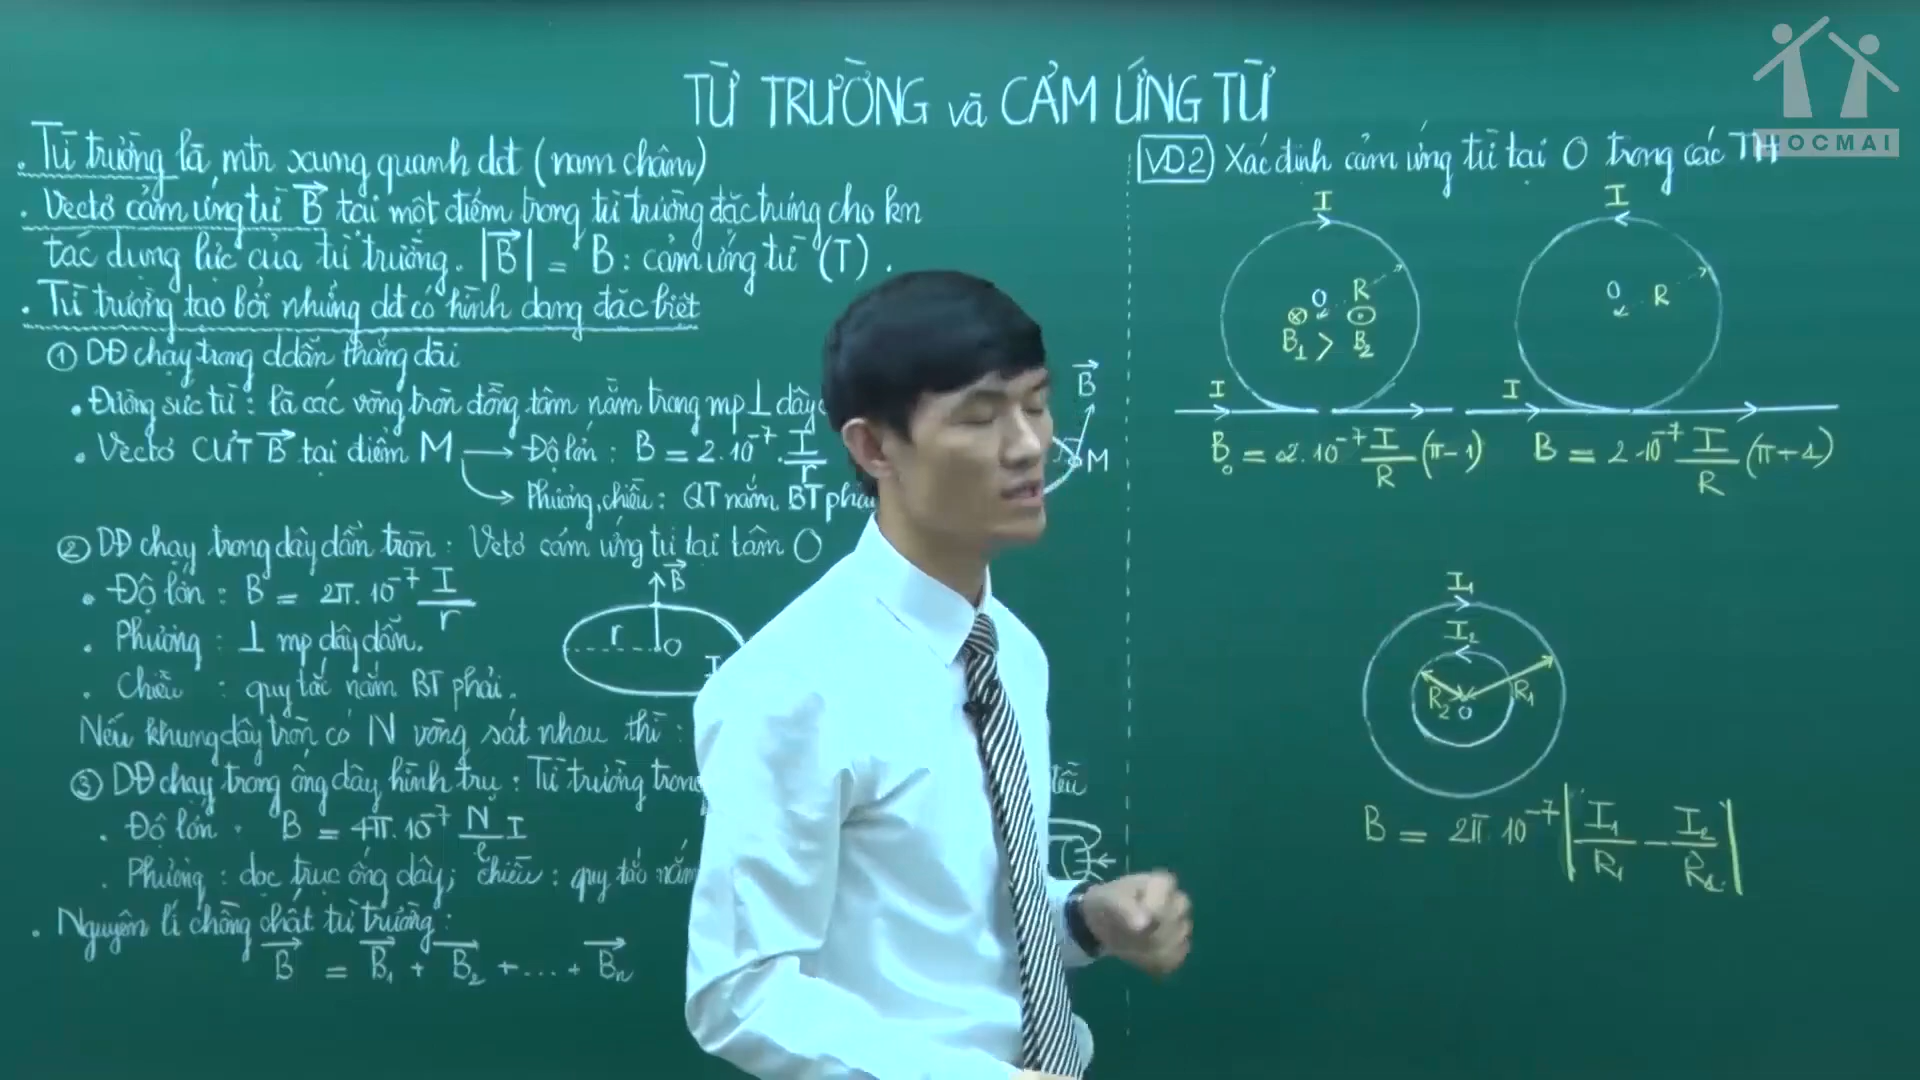 HOCMAI
TỪ TRƯỜNG và CẢM ỨNG TỪ
. Từ trường là mtr xung quanh dđ (nam châm)
. Vectơ cảm ứng từ B⃗ tại một điểm trong từ trường đặc trưng cho kn
tác dụng lực của từ trường. |B⃗| = B : cảm ứng từ (T).
. Từ trường tạo bởi những dđ có hình dạng đặc biệt
① DĐ chạy trong ddẫn thẳng dài
. Đường sức từ : là các vòng tròn đồng tâm nằm trong mp ⊥ dây
. Vectơ CƯT B⃗ tại điểm M → Độ lớn : B = 2.10⁻⁷. I/r
Phương, chiều : QT nắm BT phải
B⃗
M
② DĐ chạy trong dây dẫn tròn : Vectơ cảm ứng từ tại tâm O
. Độ lớn : B = 2π.10⁻⁷ I/r
. Phương : ⊥ mp dây dẫn.
. Chiều : quy tắc nắm BT phải.
B⃗
r
O
I
Nếu khung dây tròn có N vòng sát nhau thì :
③ DĐ chạy trong ống dây hình trụ : Từ trường trong đều
. Độ lớn . B = 4π.10⁻⁷ N/l I
. Phương : dọc trục ống dây; chiều : quy tắc nắm
. Nguyên lí chồng chất từ trường :
B⃗ = B⃗₁ + B⃗₂ + ... + B⃗ₙ
VD2 Xác định cảm ứng từ tại O trong các TH
I
O R
⊗ ⊙
B₁ > B₂
I
B₀ = 2.10⁻⁷ I/R (π-1)
I
O R
I
B = 2.10⁻⁷ I/R (π+1)
I₁
I₂
R₂ R₁
O
B = 2π.10⁻⁷ |I₁/R₁ - I₂/R₂|